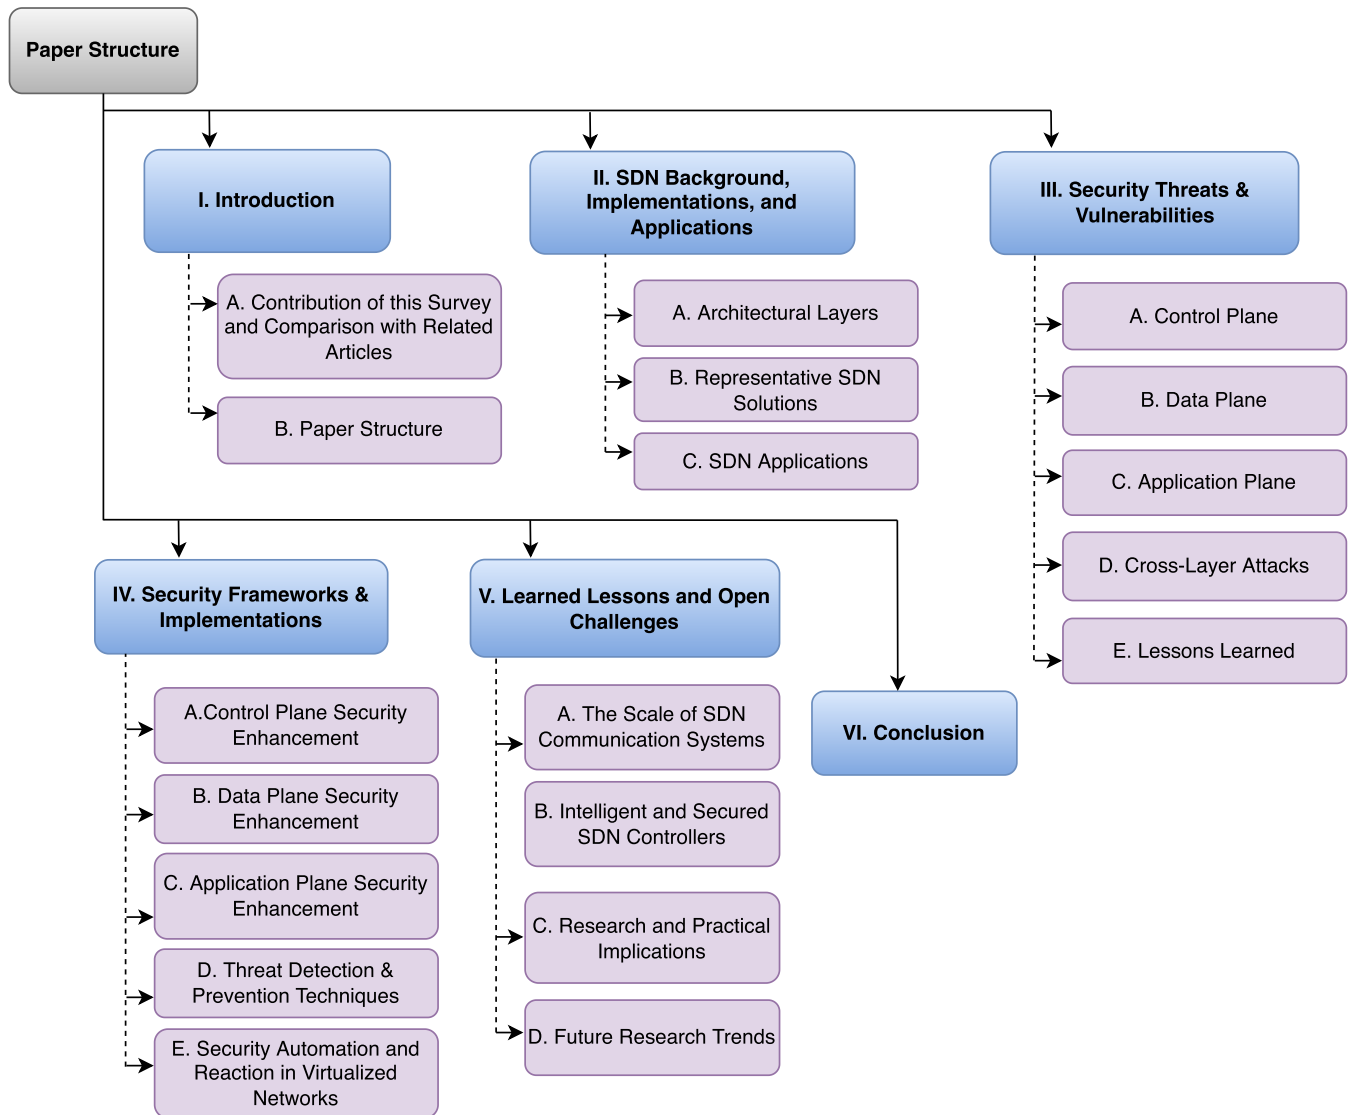 Paper Structure
I. Introduction
A. Contribution of this Survey
and Comparison with Related
Articles
B. Paper Structure
II. SDN Background,
Implementations, and
Applications
A. Architectural Layers
B. Representative SDN
Solutions
C. SDN Applications
III. Security Threats &
Vulnerabilities
A. Control Plane
B. Data Plane
C. Application Plane
D. Cross-Layer Attacks
E. Lessons Learned
IV. Security Frameworks &
Implementations
A.Control Plane Security
Enhancement
B. Data Plane Security
Enhancement
C. Application Plane Security
Enhancement
D. Threat Detection &
Prevention Techniques
E. Security Automation and
Reaction in Virtualized
Networks
V. Learned Lessons and Open
Challenges
A. The Scale of SDN
Communication Systems
B. Intelligent and Secured
SDN Controllers
C. Research and Practical
Implications
D. Future Research Trends
VI. Conclusion